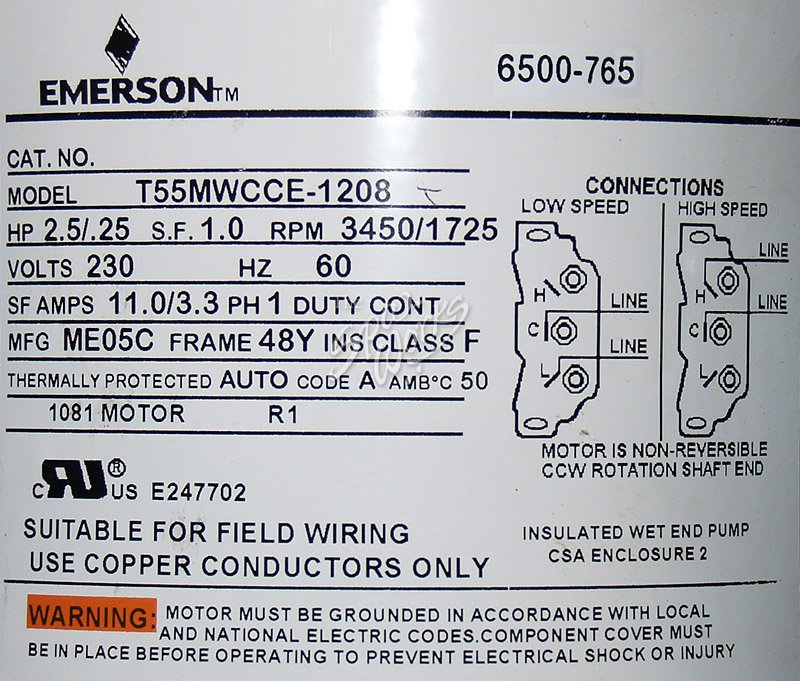 EMERSON™
6500-765
CAT. NO.
MODEL T55MWCCE-1208 J
HP 2.5/.25 S.F. 1.0 RPM 3450/1725
VOLTS 230 HZ 60
SF AMPS 11.0/3.3 PH 1 DUTY CONT
MFG ME05C FRAME 48Y INS CLASS F
THERMALLY PROTECTED AUTO CODE A AMB°C 50
1081 MOTOR R1
CONNECTIONS
LOW SPEED HIGH SPEED
LINE
H LINE H LINE
C C
LINE
L L
MOTOR IS NON-REVERSIBLE
CCW ROTATION SHAFT END
C RU® US E247702
SUITABLE FOR FIELD WIRING
USE COPPER CONDUCTORS ONLY
INSULATED WET END PUMP
CSA ENCLOSURE 2
WARNING: MOTOR MUST BE GROUNDED IN ACCORDANCE WITH LOCAL
AND NATIONAL ELECTRIC CODES.COMPONENT COVER MUST
BE IN PLACE BEFORE OPERATING TO PREVENT ELECTRICAL SHOCK OR INJURY
Spa Works